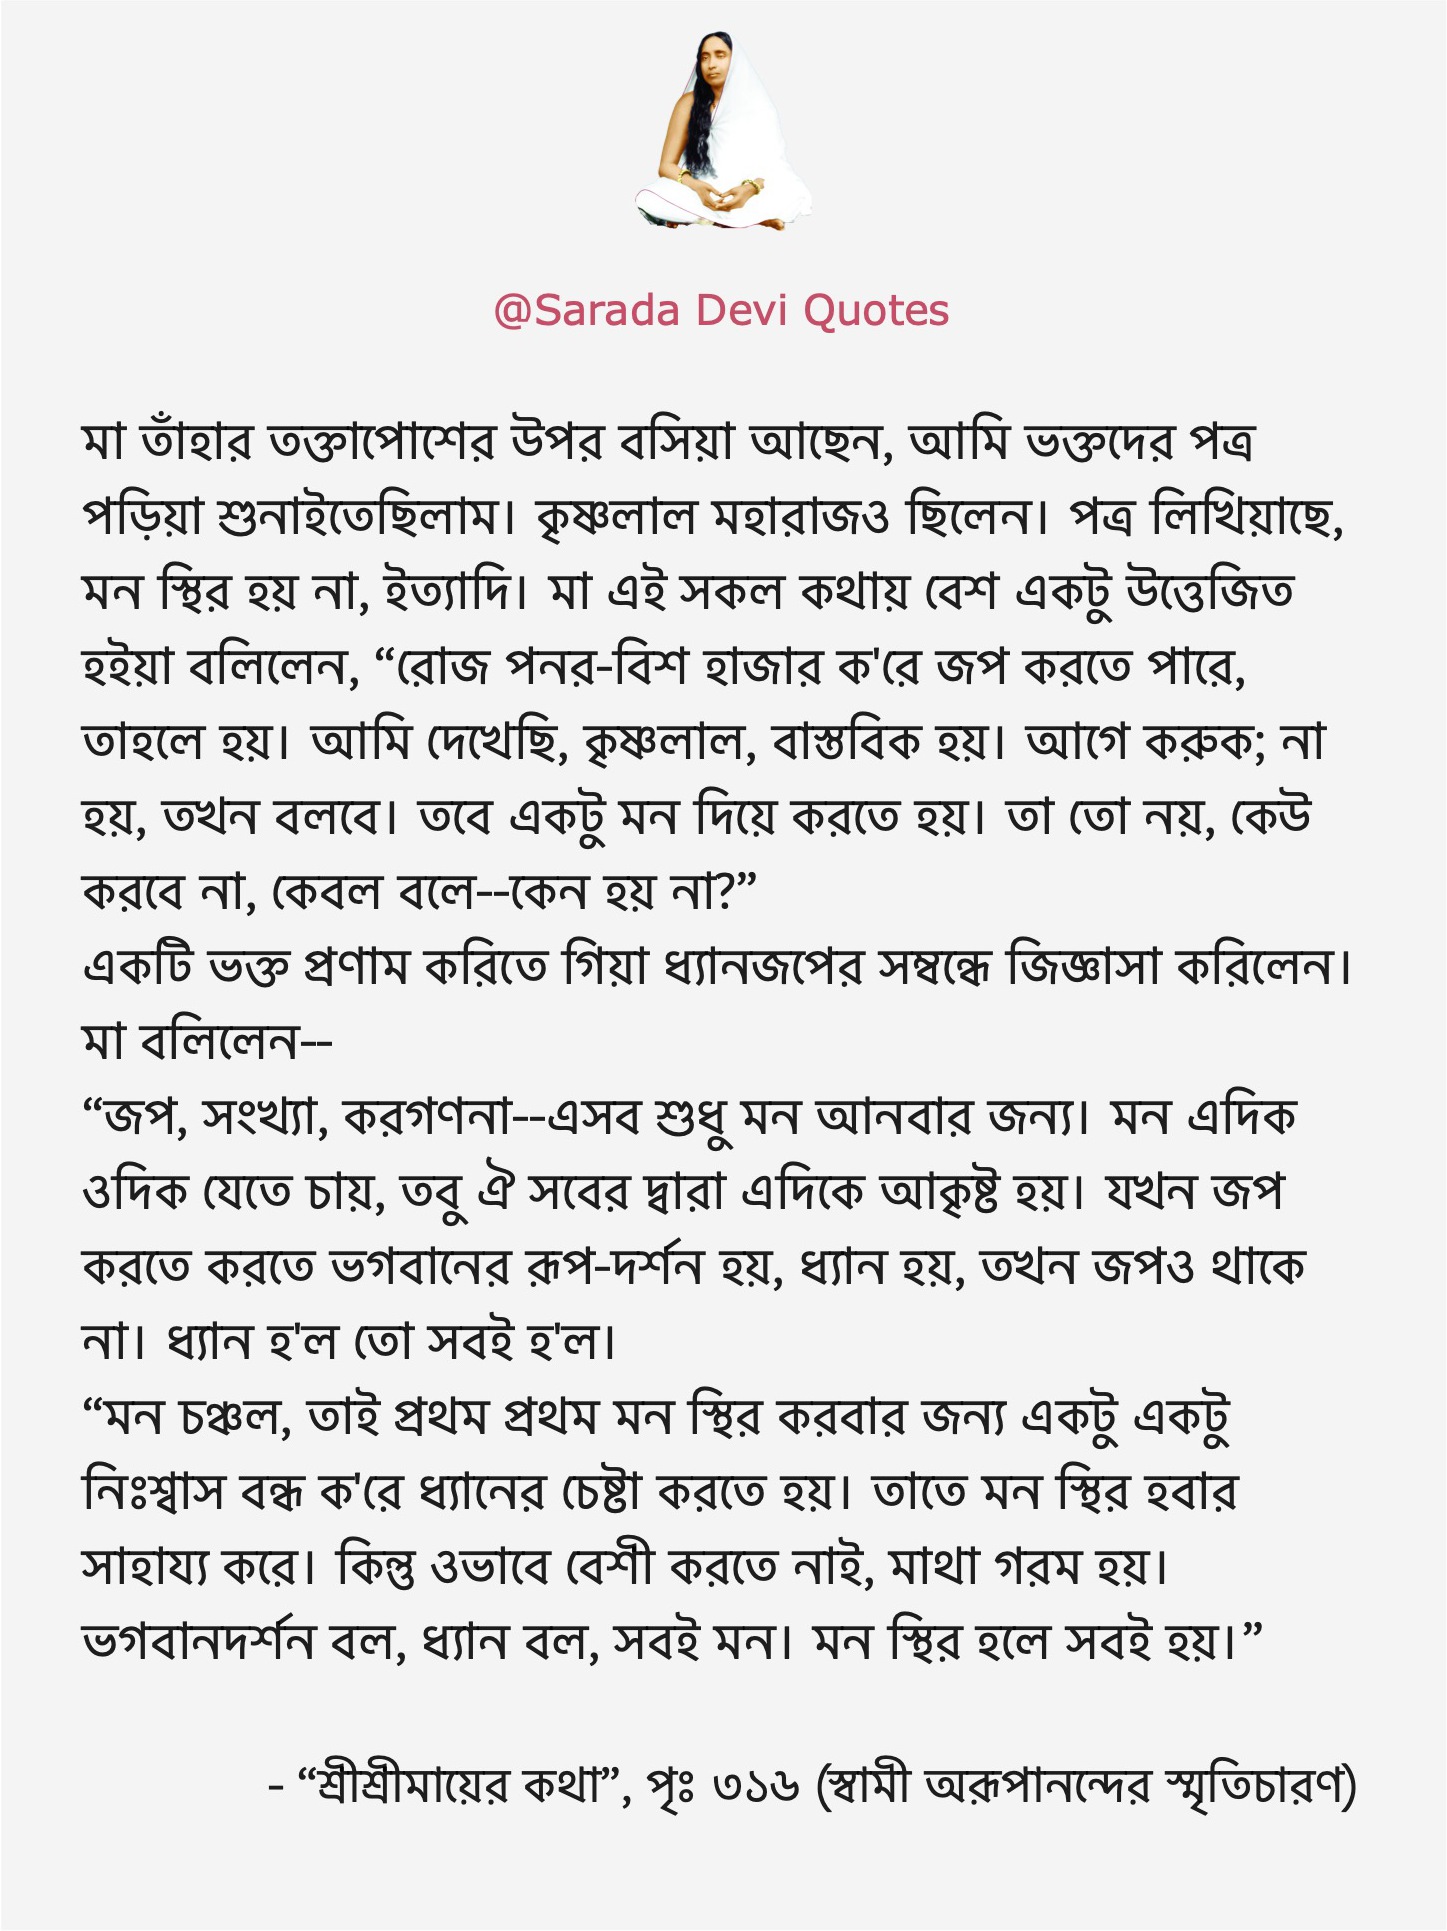 @Sarada Devi Quotes
মা তাঁহার তক্তাপোশের উপর বসিয়া আছেন, আমি ভক্তদের পত্র
পড়িয়া শুনাইতেছিলাম। কৃষ্ণলাল মহারাজও ছিলেন। পত্র লিখিয়াছে,
মন স্থির হয় না, ইত্যাদি। মা এই সকল কথায় বেশ একটু উত্তেজিত
হইয়া বলিলেন, “রোজ পনর-বিশ হাজার ক'রে জপ করতে পারে,
তাহলে হয়। আমি দেখেছি, কৃষ্ণলাল, বাস্তবিক হয়। আগে করুক; না
হয়, তখন বলবে। তবে একটু মন দিয়ে করতে হয়। তা তো নয়, কেউ
করবে না, কেবল বলে--কেন হয় না?”
একটি ভক্ত প্রণাম করিতে গিয়া ধ্যানজপের সম্বন্ধে জিজ্ঞাসা করিলেন।
মা বলিলেন--
“জপ, সংখ্যা, করগণনা--এসব শুধু মন আনবার জন্য। মন এদিক
ওদিক যেতে চায়, তবু ঐ সবের দ্বারা এদিকে আকৃষ্ট হয়। যখন জপ
করতে করতে ভগবানের রূপ-দর্শন হয়, ধ্যান হয়, তখন জপও থাকে
না। ধ্যান হ'ল তো সবই হ'ল।
“মন চঞ্চল, তাই প্রথম প্রথম মন স্থির করবার জন্য একটু একটু
নিঃশ্বাস বন্ধ ক'রে ধ্যানের চেষ্টা করতে হয়। তাতে মন স্থির হবার
সাহায্য করে। কিন্তু ওভাবে বেশী করতে নাই, মাথা গরম হয়।
ভগবানদর্শন বল, ধ্যান বল, সবই মন। মন স্থির হলে সবই হয়।”
- “শ্রীশ্রীমায়ের কথা”, পৃঃ ৩১৬ (স্বামী অরূপানন্দের স্মৃতিচারণ)